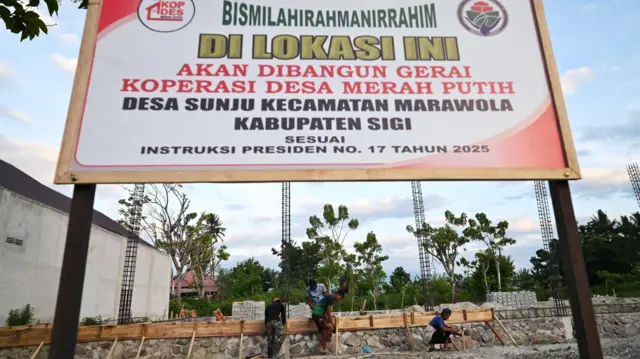 KOP
DES
BISMILAHIRAHMANIRRAHIM
DI LOKASI INI
AKAN DIBANGUN GERAI
KOPERASI DESA MERAH PUTIH
DESA SUNJU KECAMATAN MARAWOLA
KABUPATEN SIGI
SESUAI
INSTRUKSI PRESIDEN NO. 17 TAHUN 2025